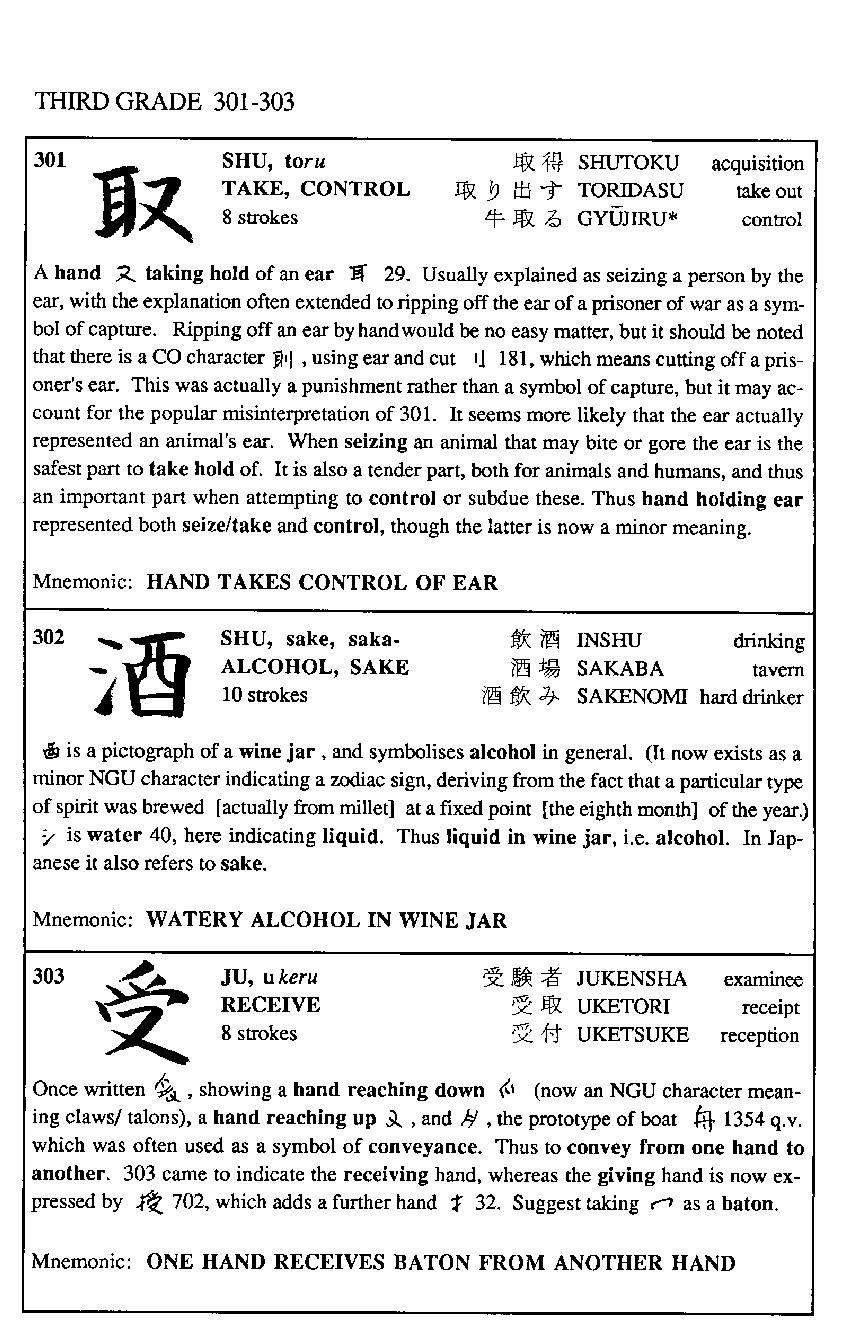 THIRD GRADE 301-303
301 取 SHU, toru 取得 SHUTOKU acquisition
TAKE, CONTROL 取り出す TORIDASU take out
8 strokes 牛取る GYŪJIRU* control
A hand 又 taking hold of an ear 耳 29. Usually explained as seizing a person by the
ear, with the explanation often extended to ripping off the ear of a prisoner of war as a sym-
bol of capture. Ripping off an ear by hand would be no easy matter, but it should be noted
that there is a CO character 刵, using ear and cut 刂 181, which means cutting off a pris-
oner's ear. This was actually a punishment rather than a symbol of capture, but it may ac-
count for the popular misinterpretation of 301. It seems more likely that the ear actually
represented an animal's ear. When seizing an animal that may bite or gore the ear is the
safest part to take hold of. It is also a tender part, both for animals and humans, and thus
an important part when attempting to control or subdue these. Thus hand holding ear
represented both seize/take and control, though the latter is now a minor meaning.
Mnemonic: HAND TAKES CONTROL OF EAR
302 酒 SHU, sake, saka- 飲酒 INSHU drinking
ALCOHOL, SAKE 酒場 SAKABA tavern
10 strokes 酒飲み SAKENOMI hard drinker
酉 is a pictograph of a wine jar , and symbolises alcohol in general. (It now exists as a
minor NGU character indicating a zodiac sign, deriving from the fact that a particular type
of spirit was brewed [actually from millet] at a fixed point [the eighth month] of the year.)
氵 is water 40, here indicating liquid. Thus liquid in wine jar, i.e. alcohol. In Jap-
anese it also refers to sake.
Mnemonic: WATERY ALCOHOL IN WINE JAR
303 受 JU, ukeru 受験者 JUKENSHA examinee
RECEIVE 受取 UKETORI receipt
8 strokes 受付 UKETSUKE reception
Once written , showing a hand reaching down (now an NGU character mean-
ing claws/ talons), a hand reaching up 又 , and , the prototype of boat 舟 1354 q.v.
which was often used as a symbol of conveyance. Thus to convey from one hand to
another. 303 came to indicate the receiving hand, whereas the giving hand is now ex-
pressed by 授 702, which adds a further hand 扌 32. Suggest taking 冖 as a baton.
Mnemonic: ONE HAND RECEIVES BATON FROM ANOTHER HAND